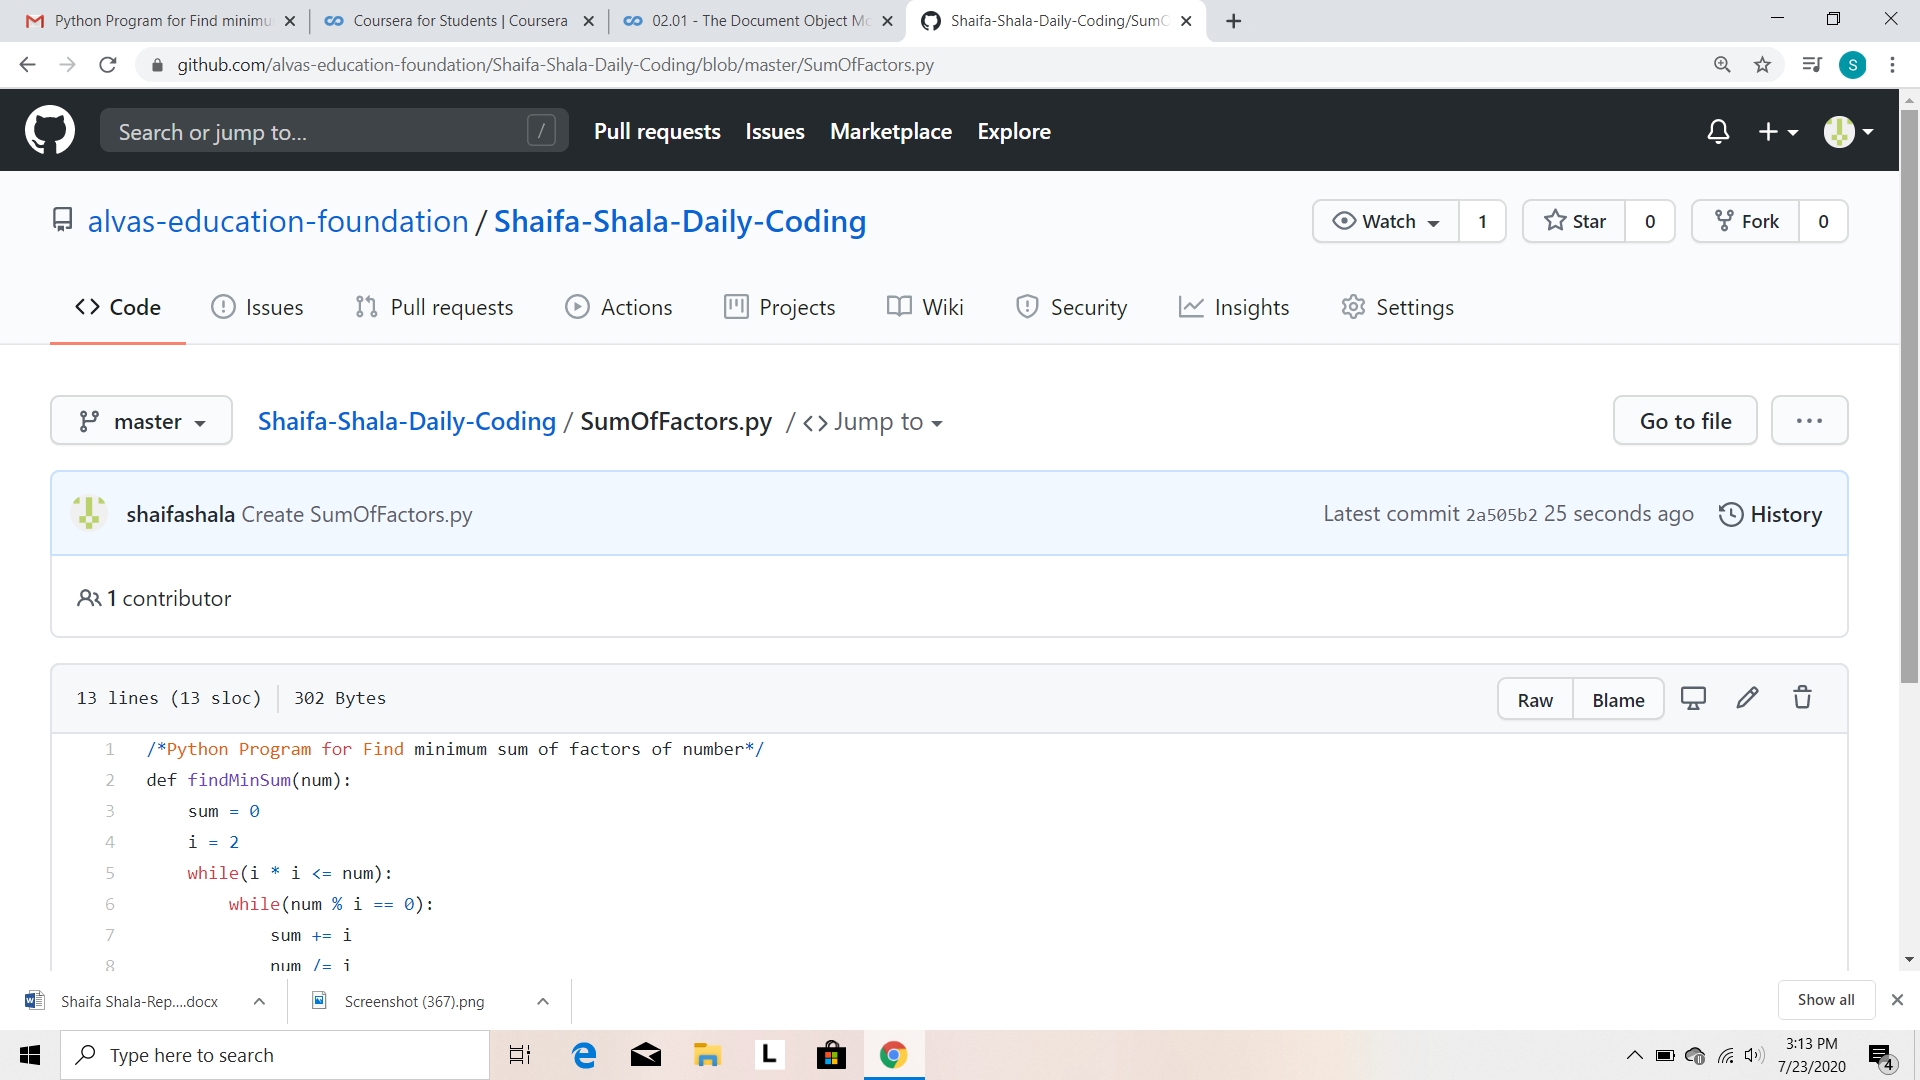 Python Program for Find minimu
Coursera for Students | Coursera
02.01 - The Document Object Mo
Shaifa-Shala-Daily-Coding/SumO
github.com/alvas-education-foundation/Shaifa-Shala-Daily-Coding/blob/master/SumOfFactors.py
S
Search or jump to...
/
Pull requests
Issues
Marketplace
Explore
alvas-education-foundation / Shaifa-Shala-Daily-Coding
Watch 1
Star 0
Fork 0
Code
Issues
Pull requests
Actions
Projects
Wiki
Security
Insights
Settings
master
Shaifa-Shala-Daily-Coding / SumOfFactors.py / <> Jump to
Go to file
...
shaifashala Create SumOfFactors.py
Latest commit 2a505b2 25 seconds ago
History
1 contributor
13 lines (13 sloc) 302 Bytes
Raw
Blame
1 /*Python Program for Find minimum sum of factors of number*/
2 def findMinSum(num):
3 sum = 0
4 i = 2
5 while(i * i <= num):
6 while(num % i == 0):
7 sum += i
8 num /= i
Shaifa Shala-Rep....docx
Screenshot (367).png
Show all
Type here to search
L
3:13 PM
7/23/2020
4